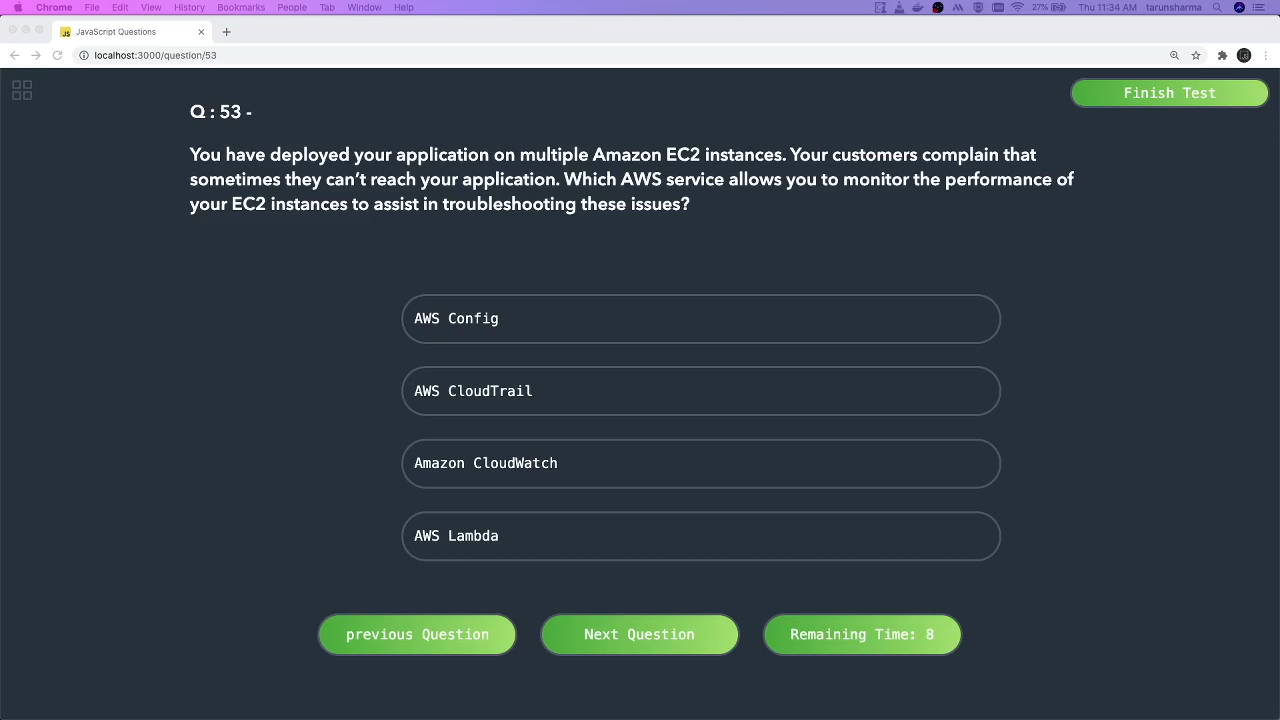 Chrome File Edit View History Bookmarks People Tab Window Help 27% Thu 11:34 AM tarunsharma
JS JavaScript Questions
localhost:3000/question/53
Finish Test
Q : 53 -
You have deployed your application on multiple Amazon EC2 instances. Your customers complain that
sometimes they can’t reach your application. Which AWS service allows you to monitor the performance of
your EC2 instances to assist in troubleshooting these issues?
AWS Config
AWS CloudTrail
Amazon CloudWatch
AWS Lambda
previous Question
Next Question
Remaining Time: 8